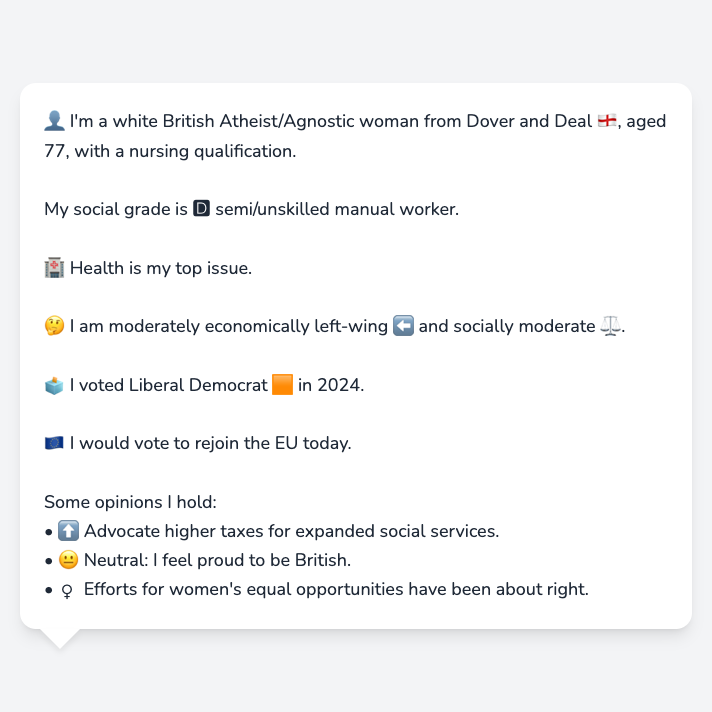 👤 I'm a white British Atheist/Agnostic woman from Dover and Deal 🏴󠁧󠁢󠁥󠁮󠁧󠁿, aged
77, with a nursing qualification.
My social grade is 🅳 semi/unskilled manual worker.
🏥 Health is my top issue.
🤔 I am moderately economically left-wing ⬅️ and socially moderate ⚖️.
🗳️ I voted Liberal Democrat 🟧 in 2024.
🇪🇺 I would vote to rejoin the EU today.
Some opinions I hold:
• ⬆️ Advocate higher taxes for expanded social services.
• 😐 Neutral: I feel proud to be British.
• ♀ Efforts for women's equal opportunities have been about right.